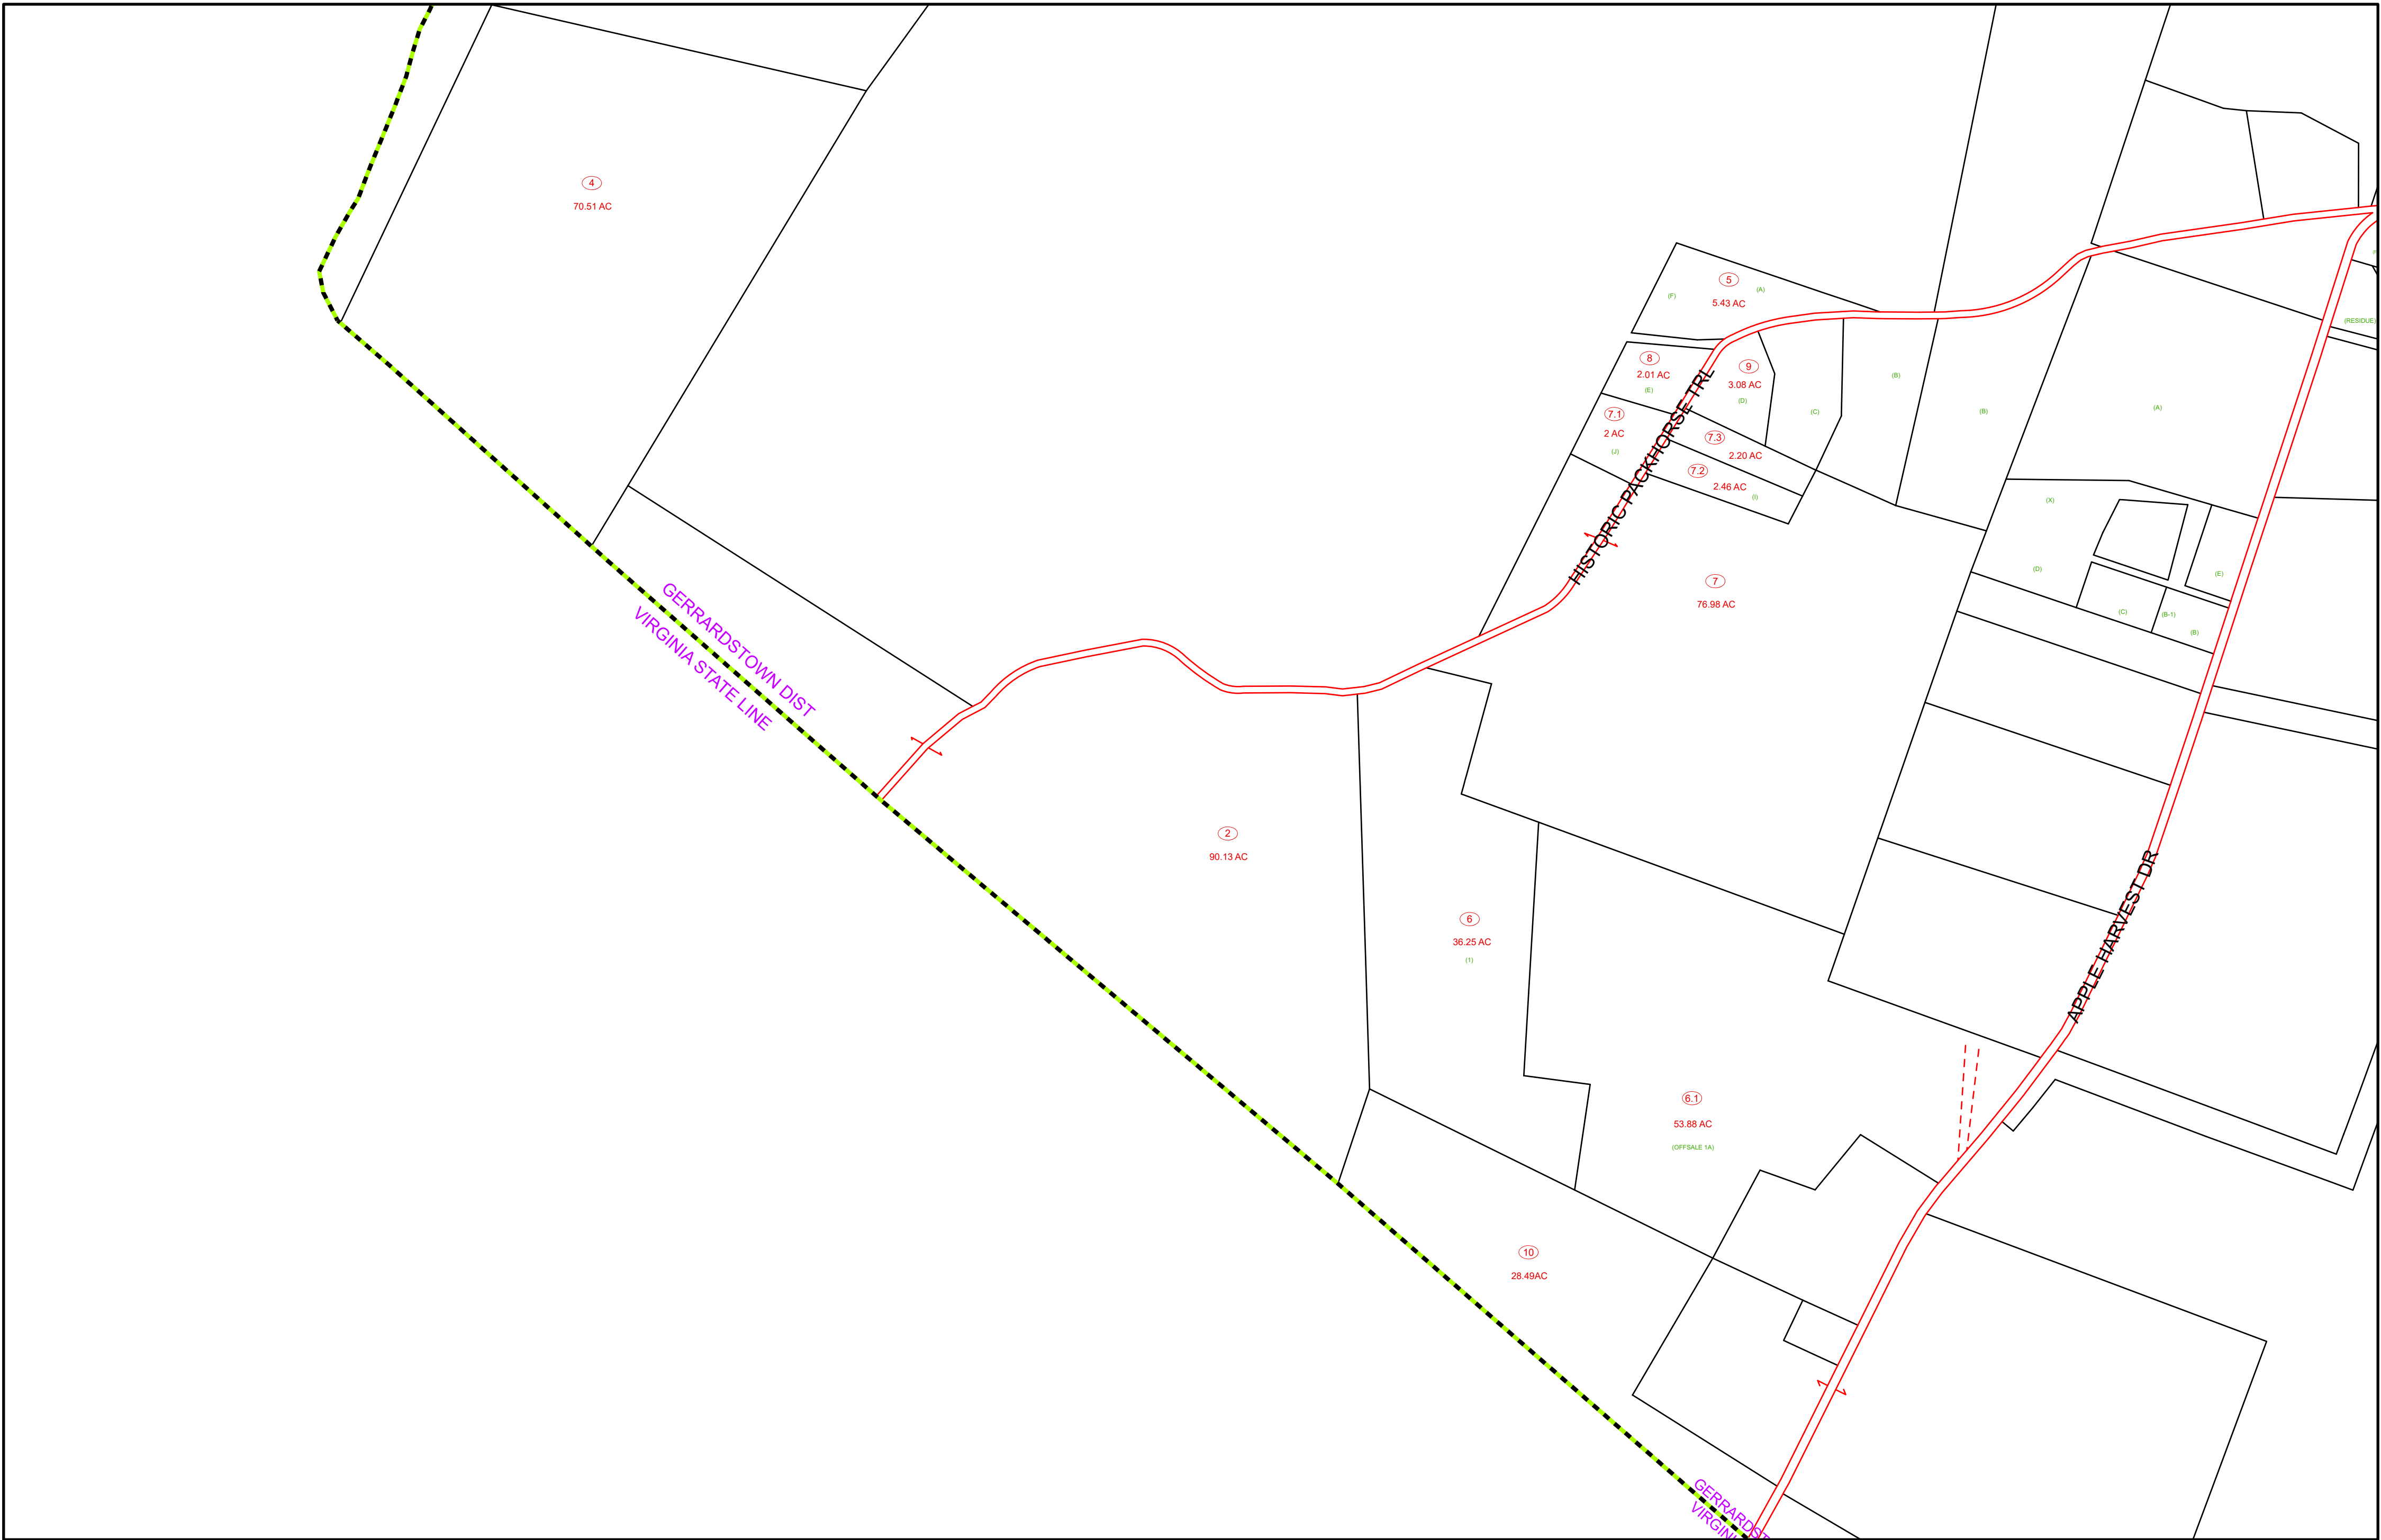 4
70.51 AC
5
(A)
(F)
5.43 AC
(RESIDUE)
8
2.01 AC
(E)
9
3.08 AC
(D)
(B)
(C)
(B)
(A)
7.1
2 AC
(J)
7.3
2.20 AC
7.2
2.46 AC
(I)
HISTORIC PACKHORSE TRL
(X)
(D)
(E)
(C)
(B-1)
(B)
7
76.98 AC
GERRARDSTOWN DIST
VIRGINIA STATE LINE
2
90.13 AC
6
36.25 AC
(1)
APPLE HARVEST DR
6.1
53.88 AC
(OFFSALE 1A)
10
28.49AC
GERRARDST
VIRGINI